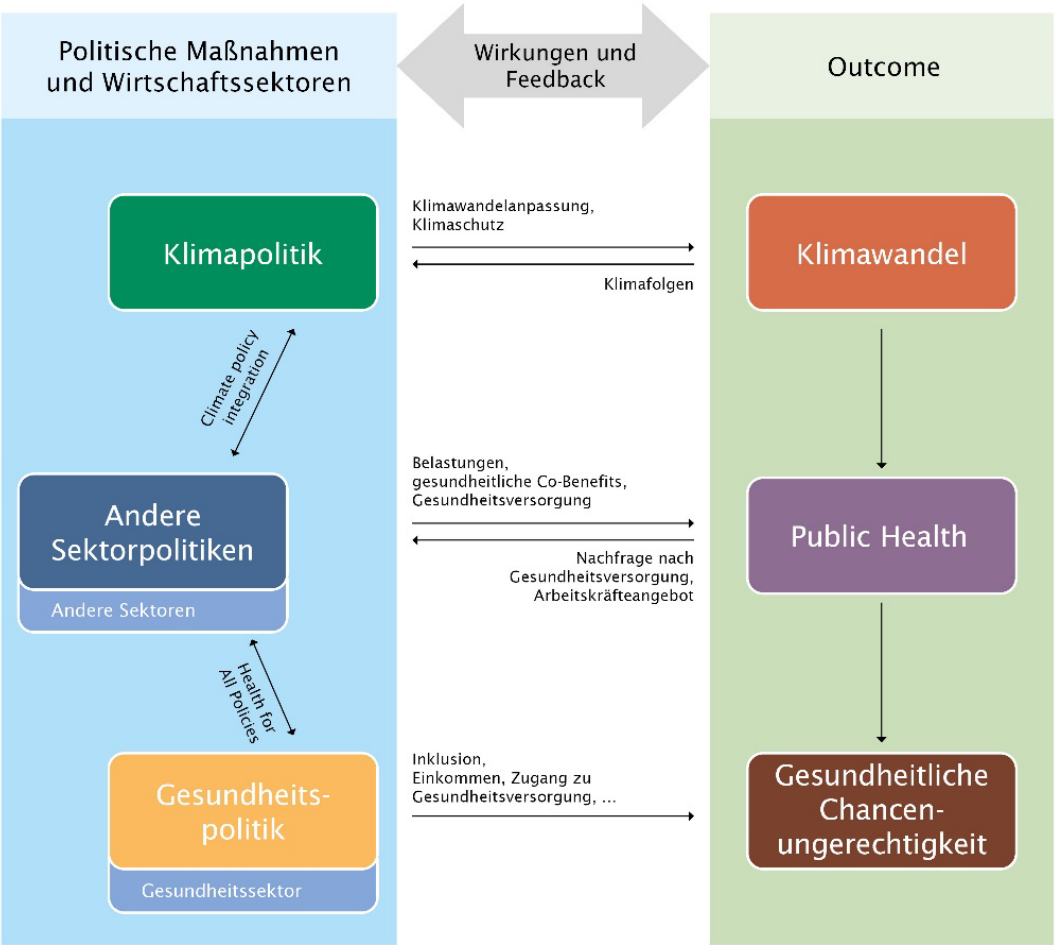 Politische Maßnahmen
und Wirtschaftssektoren
Wirkungen und
Feedback
Outcome
Klimapolitik
Klimawandelanpassung,
Klimaschutz
Klimafolgen
Klimawandel
Climate policy
integration
Andere
Sektorpolitiken
Andere Sektoren
Belastungen,
gesundheitliche Co-Benefits,
Gesundheitsversorgung
Nachfrage nach
Gesundheitsversorgung,
Arbeitskräfteangebot
Public Health
Health for
All Policies
Gesundheits-
politik
Gesundheitssektor
Inklusion,
Einkommen, Zugang zu
Gesundheitsversorgung, ...
Gesundheitliche
Chancen-
ungerechtigkeit